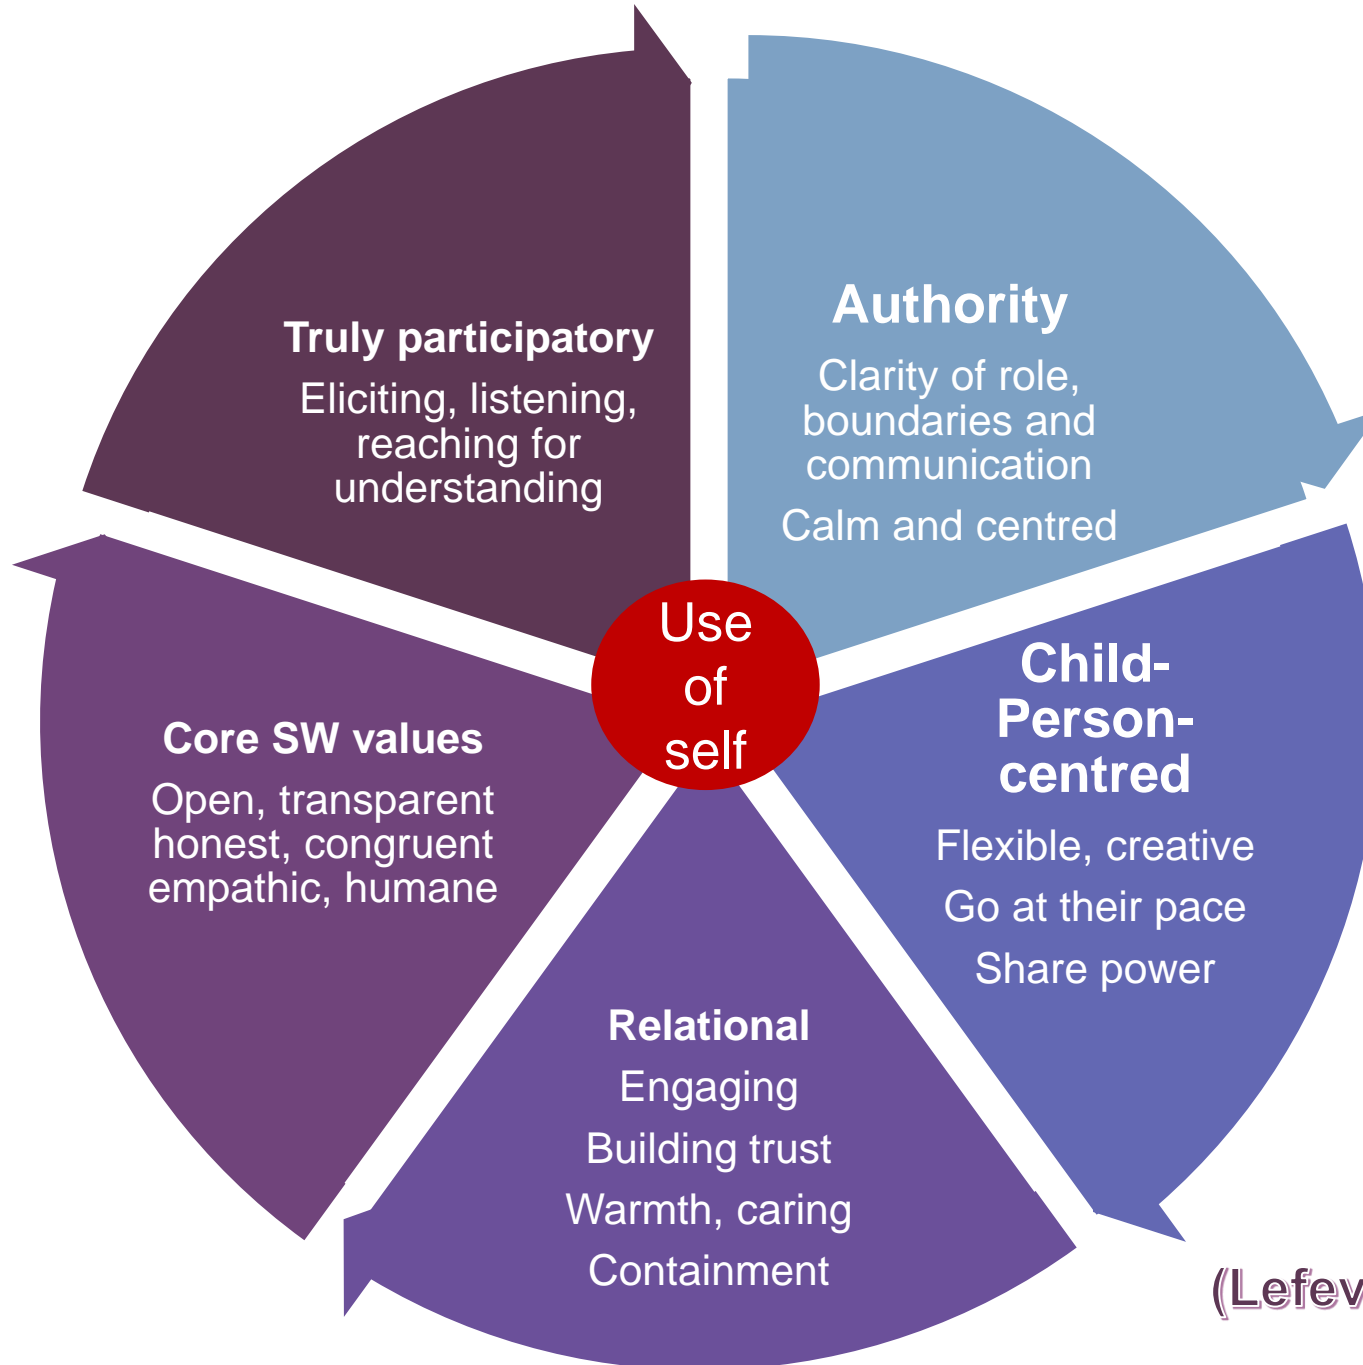 Truly participatory
Eliciting, listening,
reaching for
understanding
Authority
Clarity of role,
boundaries and
communication
Calm and centred
Use
of
self
Child-
Person-
centred
Flexible, creative
Go at their pace
Share power
Core SW values
Open, transparent
honest, congruent
empathic, humane
Relational
Engaging
Building trust
Warmth, caring
Containment